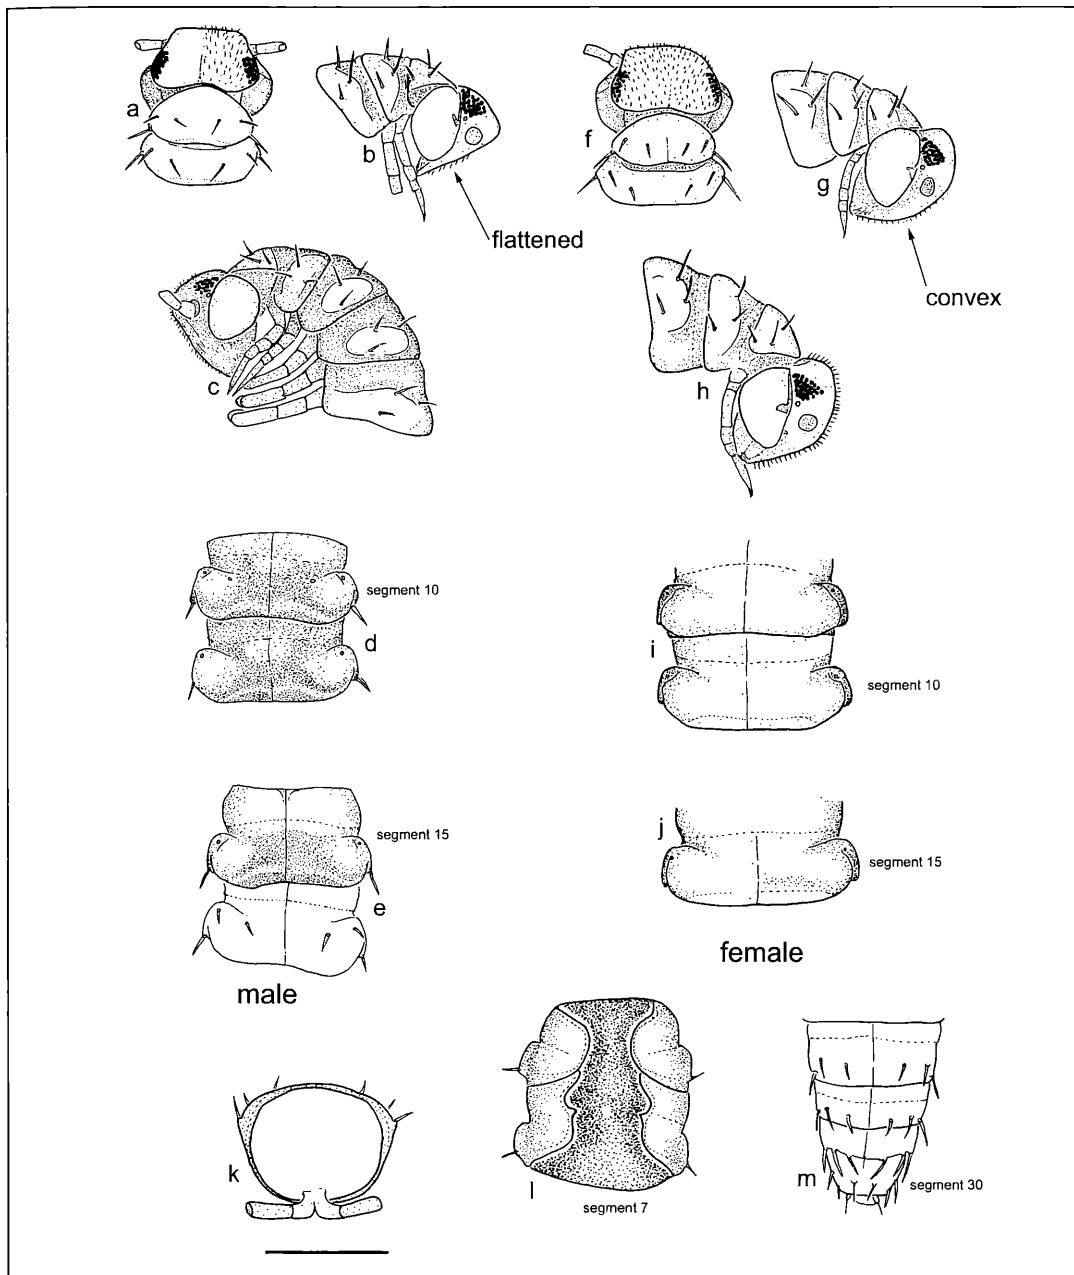 a
b
flattened
f
g
convex
c
h
segment 10
d
i
segment 10
segment 15
e
male
j
segment 15
female
k
l
segment 7
m
segment 30